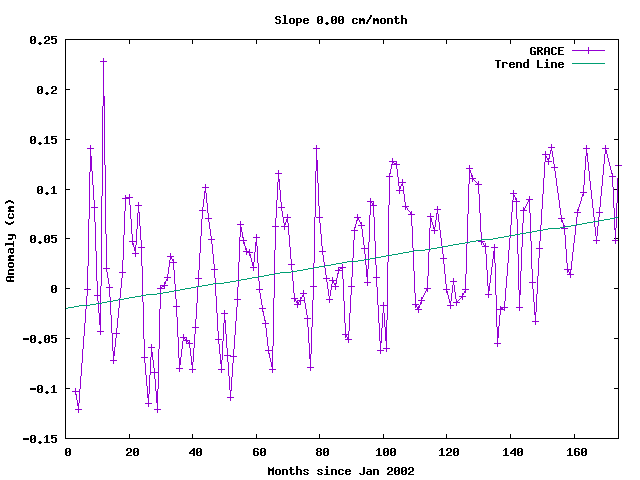 Slope 0.00 cm/month
GRACE
Trend Line
Anomaly (cm)
0.25
0.2
0.15
0.1
0.05
0
-0.05
-0.1
-0.15
0 20 40 60 80 100 120 140 160
Months since Jan 2002